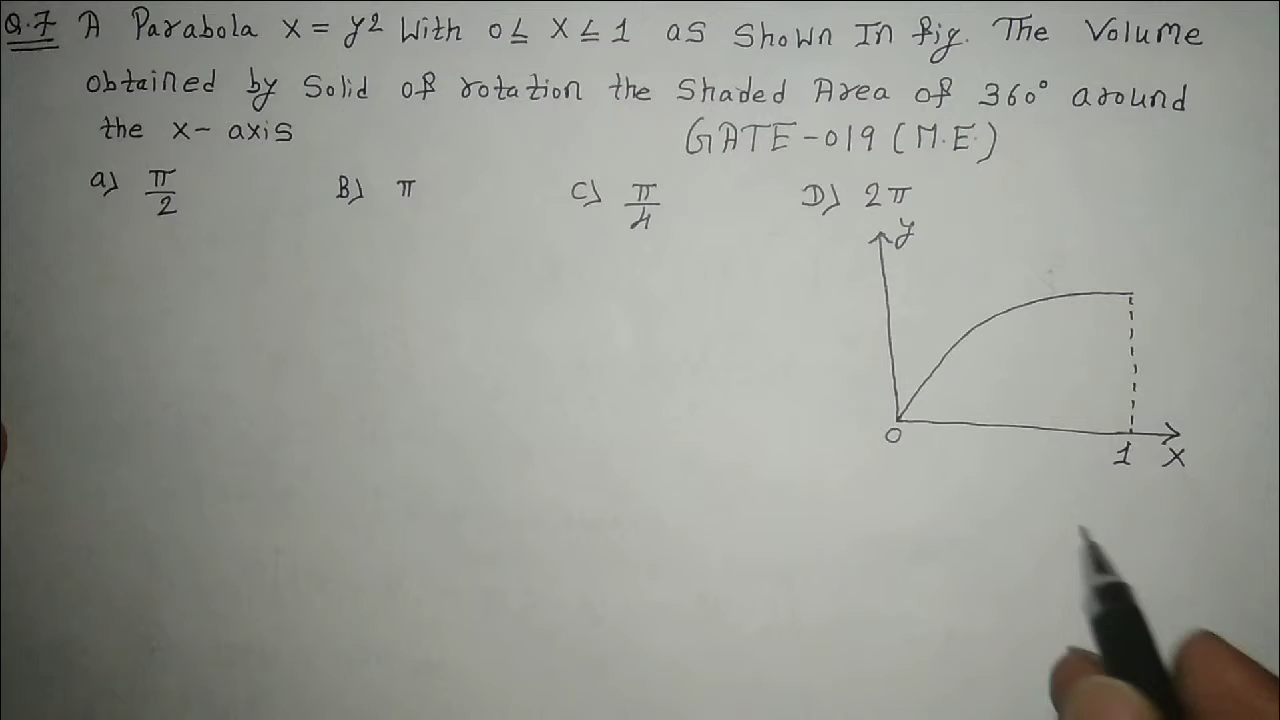 Q.7 A Parabola x = y² With 0 ≤ x ≤ 1 as Shown In fig. The Volume
obtained by Solid of rotation the Shaded Area of 360° around
the x- axis
GATE-019 (M.E.)
a) π/2 B) π C) π/4 D) 2π
y
0
1 X